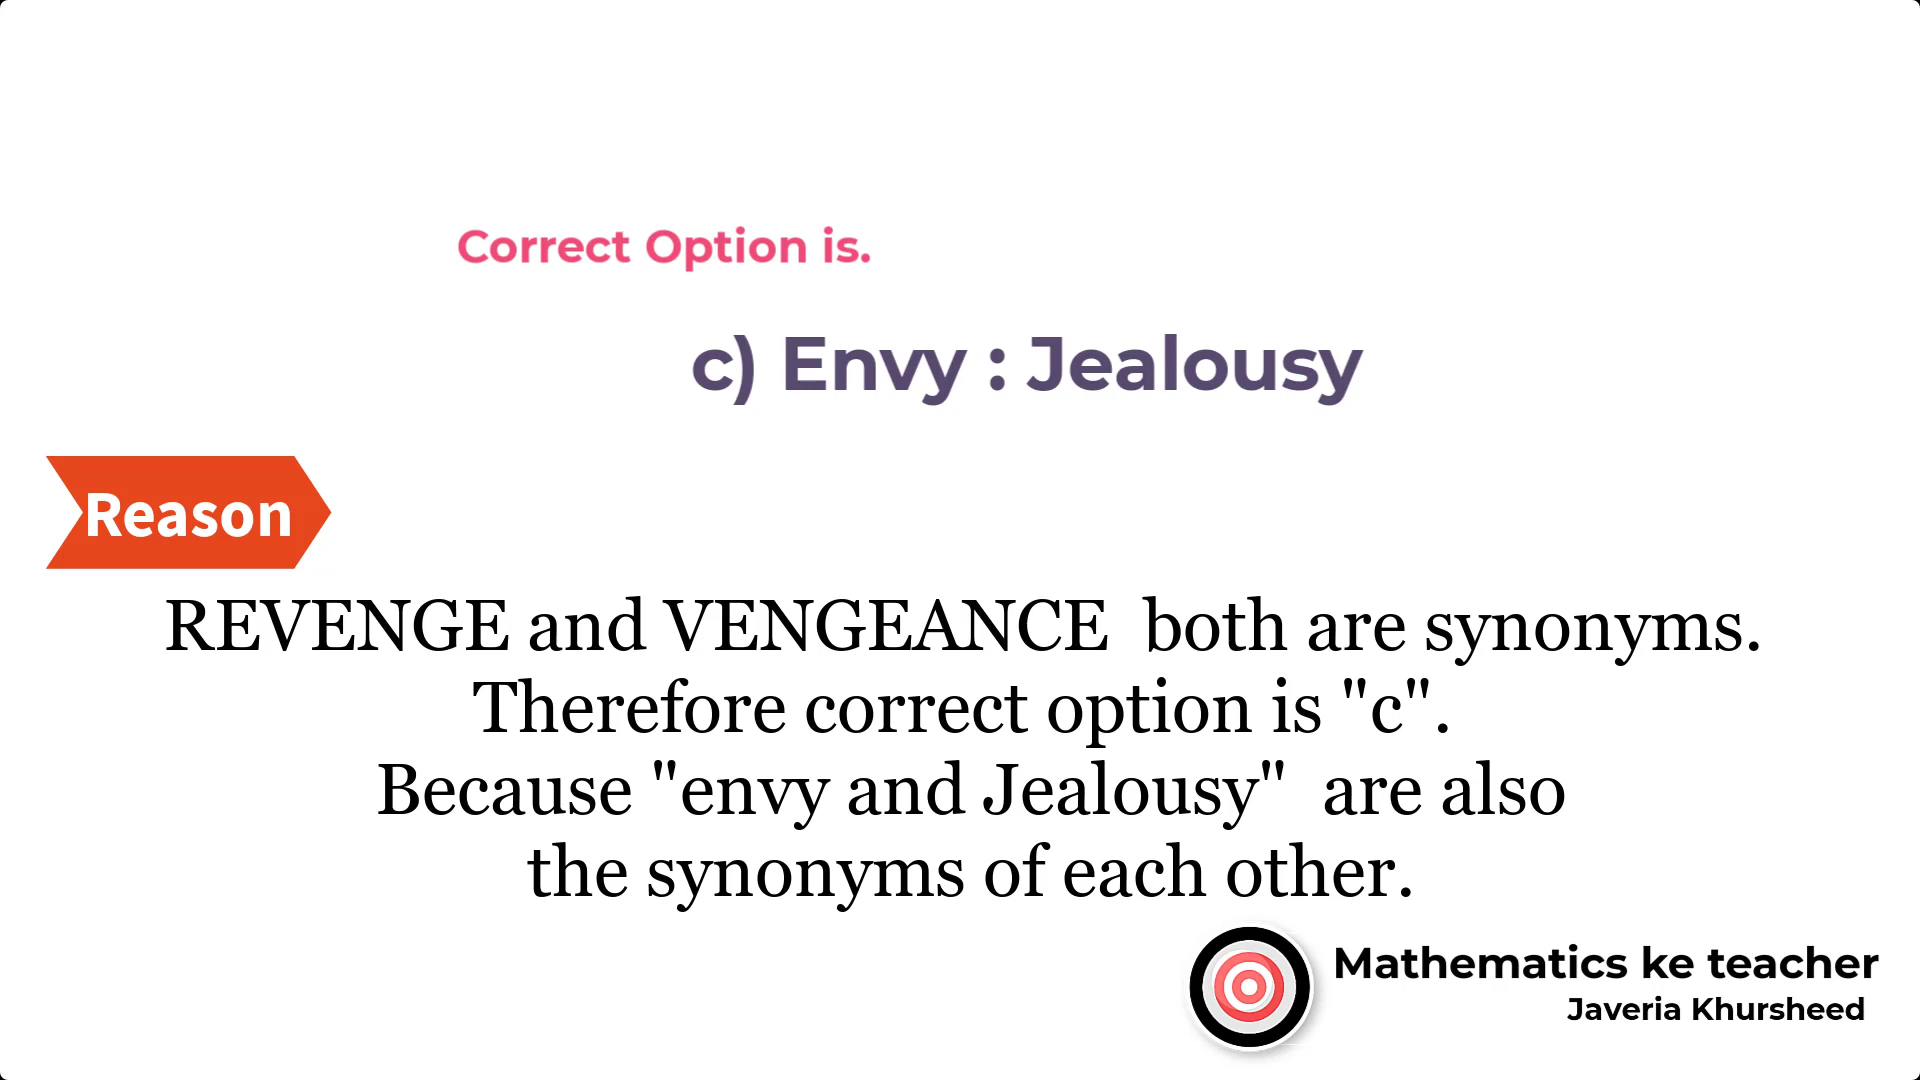 Correct Option is.
c) Envy : Jealousy
Reason
REVENGE and VENGEANCE both are synonyms.
Therefore correct option is "c".
Because "envy and Jealousy" are also
the synonyms of each other.
Mathematics ke teacher
Javeria Khursheed